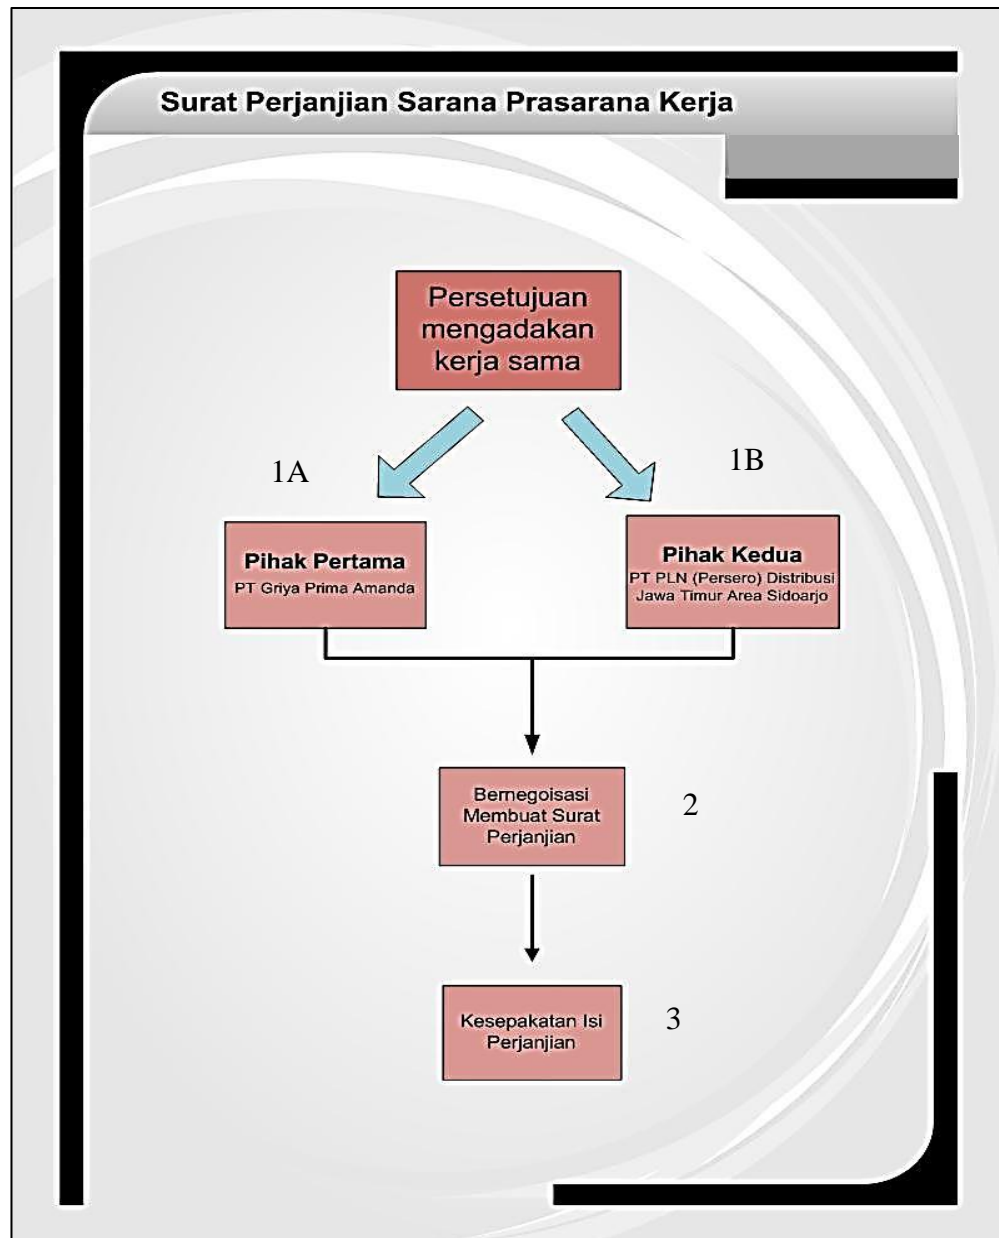 Surat Perjanjian Sarana Prasarana Kerja
Persetujuan
mengadakan
kerja sama
1A
1B
Pihak Pertama
PT Griya Prima Amanda
Pihak Kedua
PT PLN (Persero) Distribusi
Jawa Timur Area Sidoarjo
Bernegoisasi
Membuat Surat
Perjanjian
2
Kesepakatan Isi
Perjanjian
3